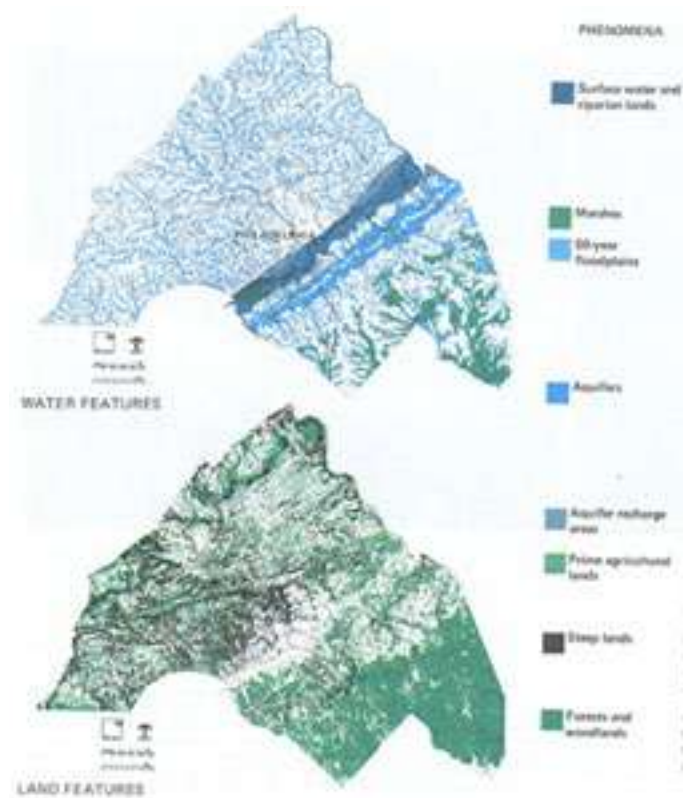 PHENOMENA
Surface water and
riparian lands
Marshes
50-year
floodplains
Aquifers
Aquifer recharge
areas
Prime agricultural
lands
Steep lands
Forests and
woodlands
PHILADELPHIA
WATER FEATURES
LAND FEATURES